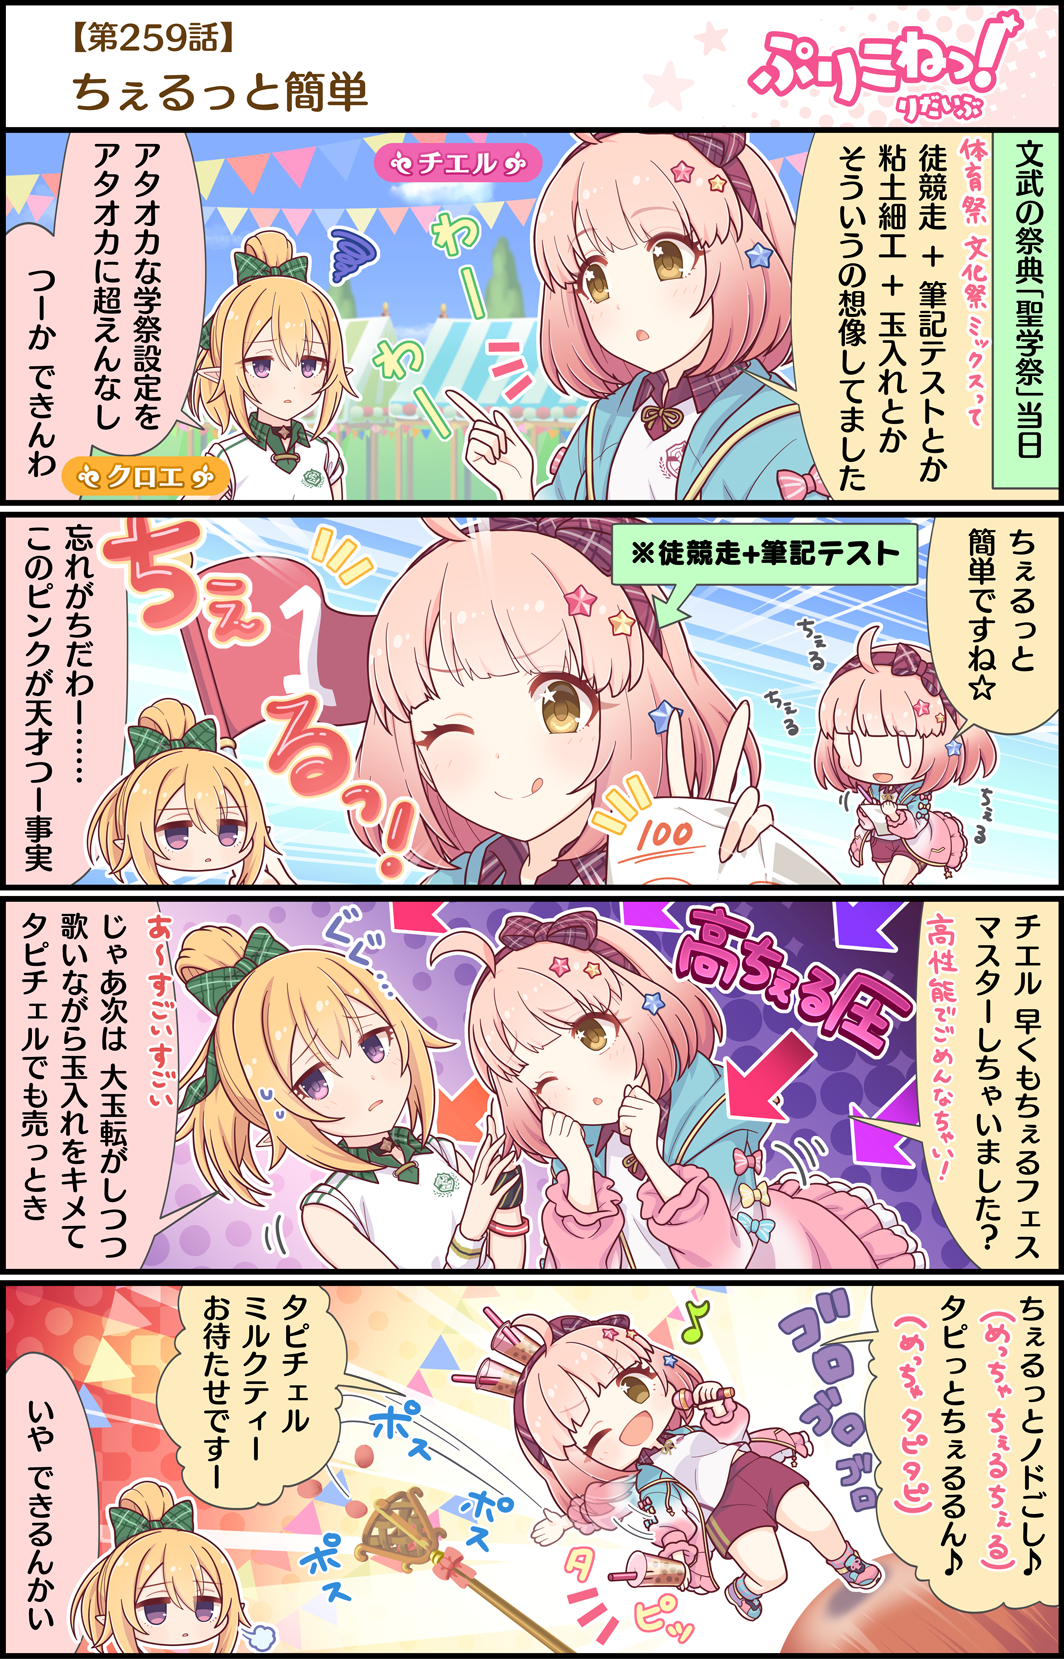 【第259話】
ちぇるっと簡単
ぷりこねっ!
りだいぶ
文武の祭典「聖学祭」当日
体育祭 文化祭ミックスって
徒競走 + 筆記テストとか
粘土細工 + 玉入れとか
そういうの想像してました
チエル
わー
わー
アタオカな学祭設定を
アタオカに超えんなし
つーか できんわ
クロエ
ちぇるっと
簡単ですね☆
※徒競走+筆記テスト
ちぇる
ちぇる
ちぇる
1
100
ちぇるっ!
忘れがちだわー……
このピンクが天才つー事実
チエル 早くもちぇるフェス
マスターしちゃいました?
高性能でごめんなちゃい!
高ちぇる圧
ぐぐ…
あ〜すごいすごい
じゃあ次は 大玉転がしつつ
歌いながら玉入れをキメて
タピチェルでも売っとき
ちぇるっとノドごし♪
(めっちゃ ちぇるちぇる)
タピっとちぇるるん♪
(めっちゃ タピタピ)
ゴロゴロゴロ
タピチェル
ミルクティー
お待たせですー
ポス
ポス
ポス
タピッ
いや できるんかい